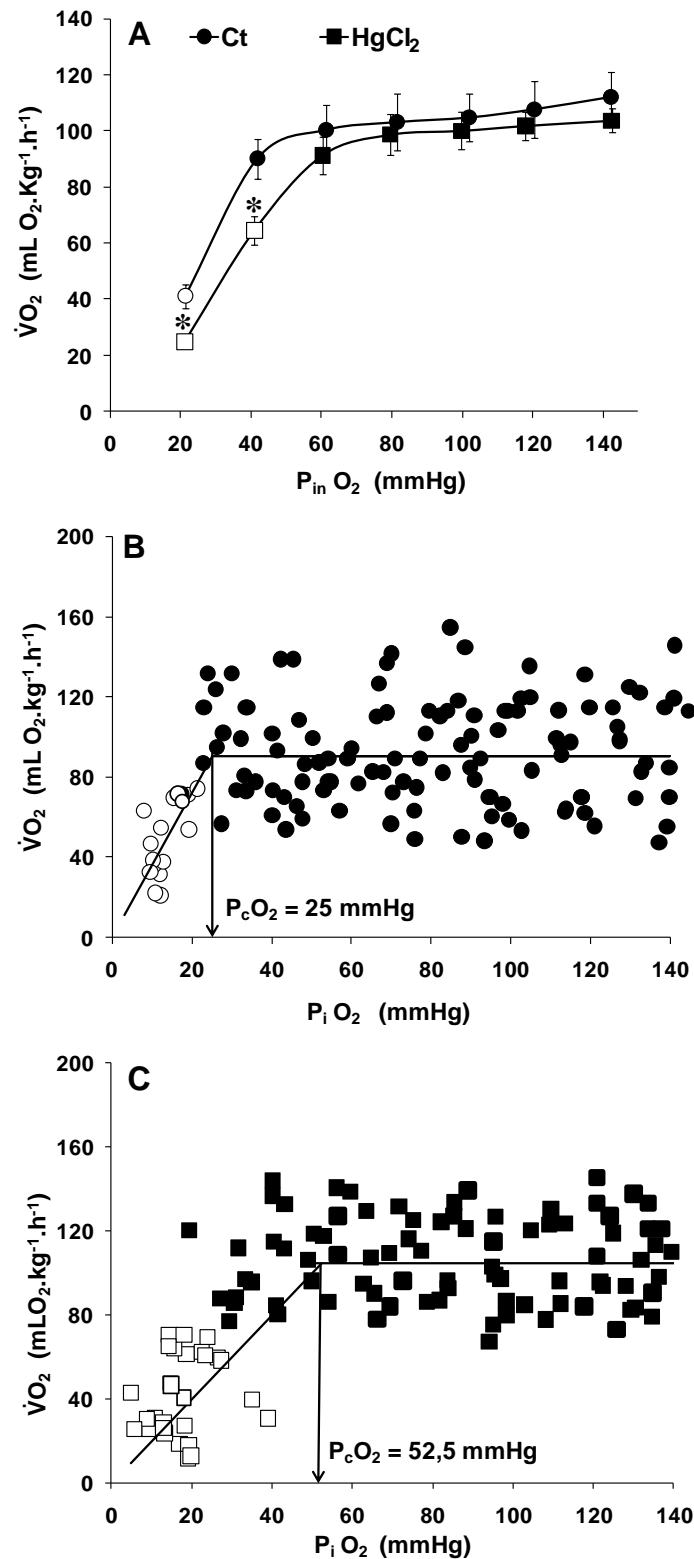 A
Ct
HgCl₂
V̇O₂ (mL O₂.Kg⁻¹.h⁻¹)
140
120
100
80
60
40
20
0
*
*
0 20 40 60 80 100 120 140
P_in O₂ (mmHg)
B
V̇O₂ (mL O₂.kg⁻¹.h⁻¹)
200
160
120
80
40
0
PcO₂ = 25 mmHg
0 20 40 60 80 100 120 140
Pᵢ O₂ (mmHg)
C
V̇O₂ (mLO₂.kg⁻¹.h⁻¹)
200
160
120
80
40
0
PcO₂ = 52,5 mmHg
0 20 40 60 80 100 120 140
Pᵢ O₂ (mmHg)